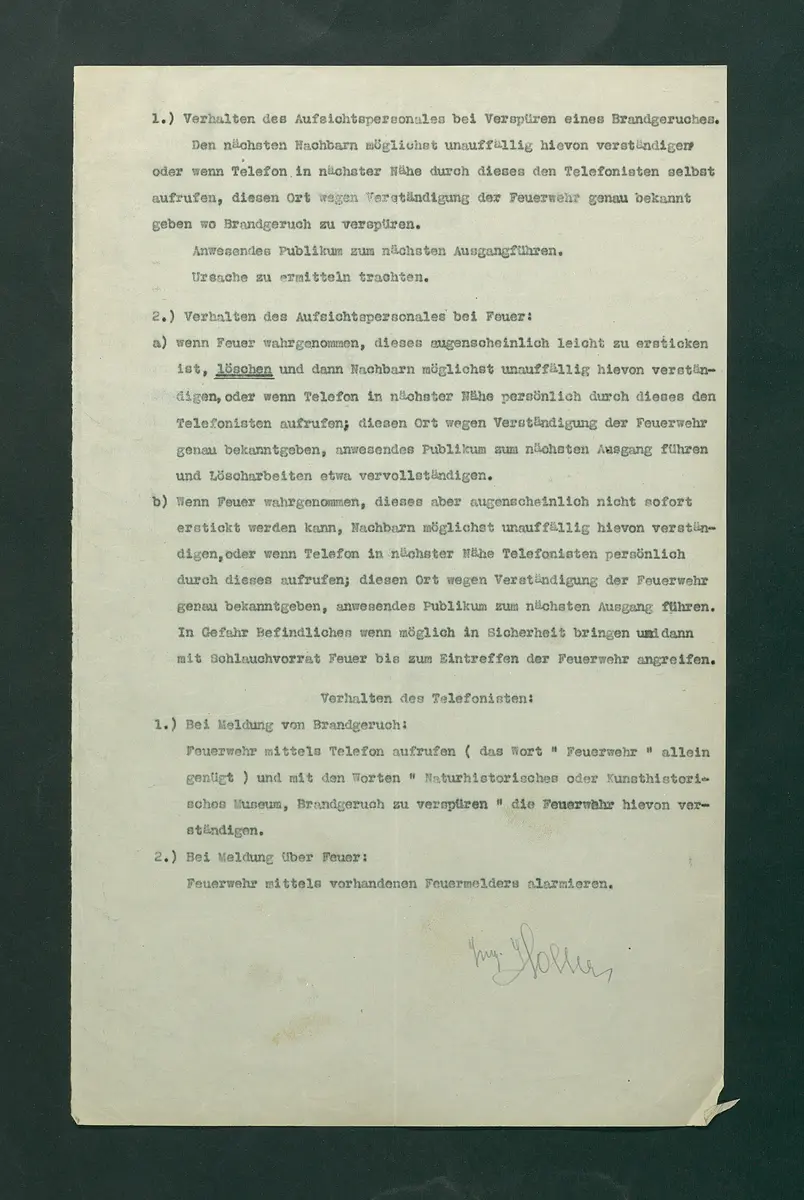 1.) Verhalten des Aufsichtspersonales bei Verspüren eines Brandgeruches.
Den nächsten Nachbarn möglichst unauffällig hievon verständigen
oder wenn Telefon in nächster Nähe durch dieses den Telefonisten selbst
aufrufen, diesen Ort wegen Verständigung der Feuerwehr genau bekannt
geben wo Brandgeruch zu verspüren.
Anwesendes Publikum zum nächsten Ausgangführen.
Ursache zu ermitteln trachten.
2.) Verhalten des Aufsichtspersonales bei Feuer:
a) wenn Feuer wahrgenommen, dieses augenscheinlich leicht zu ersticken
ist, löschen und dann Nachbarn möglichst unauffällig hievon verstän-
digen, oder wenn Telefon in nächster Nähe persönlich durch dieses den
Telefonisten aufrufen; diesen Ort wegen Verständigung der Feuerwehr
genau bekanntgeben, anwesendes Publikum zum nächsten Ausgang führen
und Löscharbeiten etwa vervollständigen.
b) Wenn Feuer wahrgenommen, dieses aber augenscheinlich nicht sofort
erstickt werden kann, Nachbarn möglichst unauffällig hievon verstän-
digen, oder wenn Telefon in nächster Nähe Telefonisten persönlich
durch dieses aufrufen; diesen Ort wegen Verständigung der Feuerwehr
genau bekanntgeben, anwesendes Publikum zum nächsten Ausgang führen.
In Gefahr Befindliches wenn möglich in Sicherheit bringen und dann
mit Schlauchvorrat Feuer bis zum Eintreffen der Feuerwehr angreifen.
Verhalten des Telefonisten:
1.) Bei Meldung von Brandgeruch:
Feuerwehr mittels Telefon aufrufen ( das Wort " Feuerwehr " allein
genügt ) und mit den Worten " Naturhistorisches oder Kunsthistori-
sches Museum, Brandgeruch zu verspüren " die Feuerwehr hievon ver-
ständigen.
2.) Bei Meldung über Feuer:
Feuerwehr mittels vorhandenen Feuermelders alarmieren.
Ing.